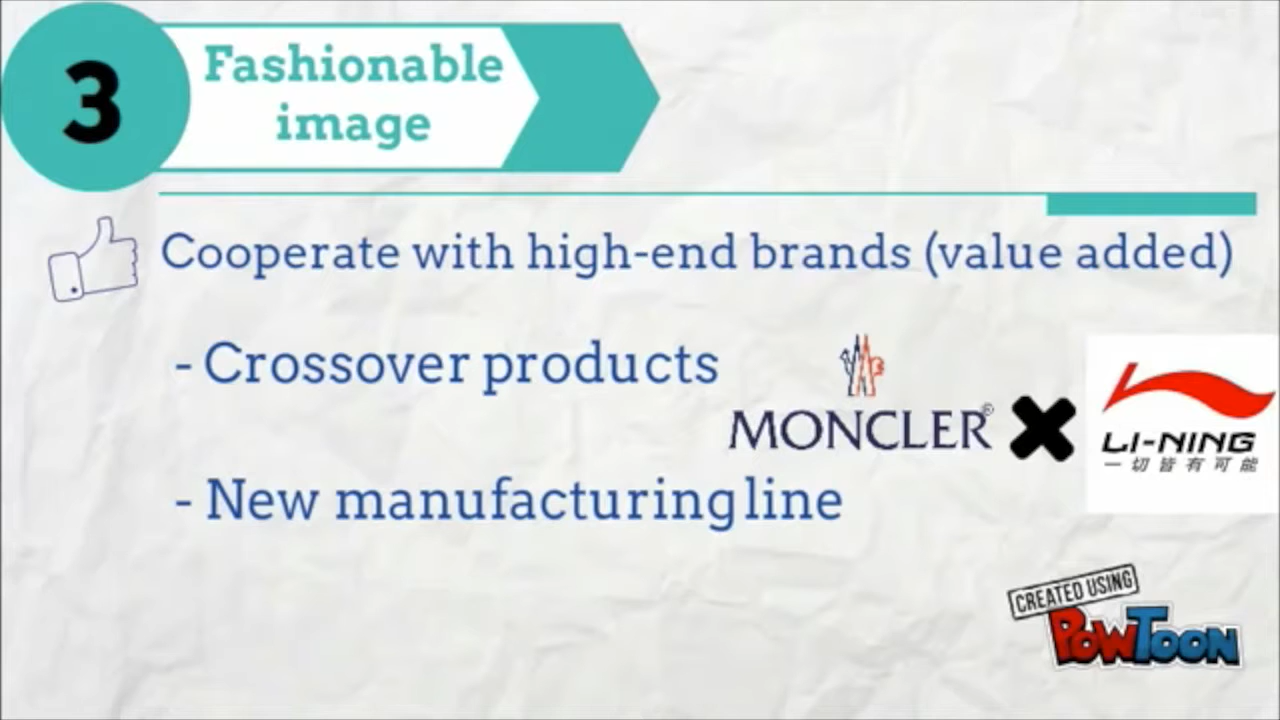 3
Fashionable
image
Cooperate with high-end brands (value added)
- Crossover products
MONCLER®
LI-NING
一切皆有可能
- New manufacturing line
CREATED USING
POWTOON